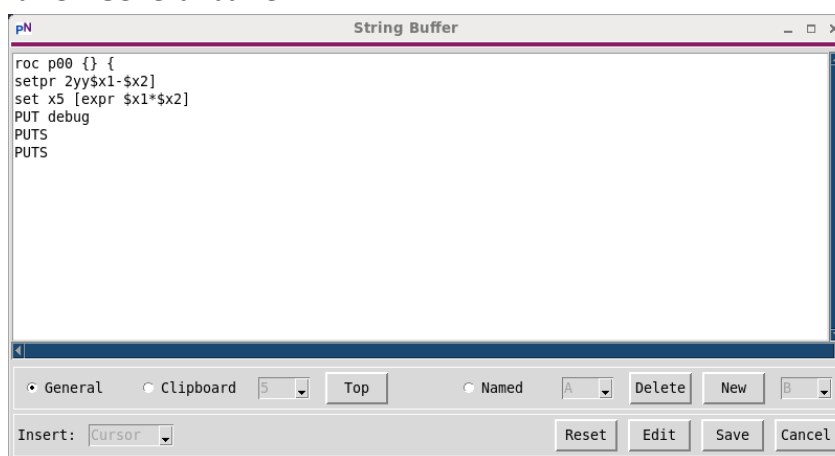 pN String Buffer
roc p00 {} {
setpr 2yy$x1-$x2]
set x5 [expr $x1*$x2]
PUT debug
PUTS
PUTS
General Clipboard 5 Top Named A Delete New B
Insert: Cursor Reset Edit Save Cancel